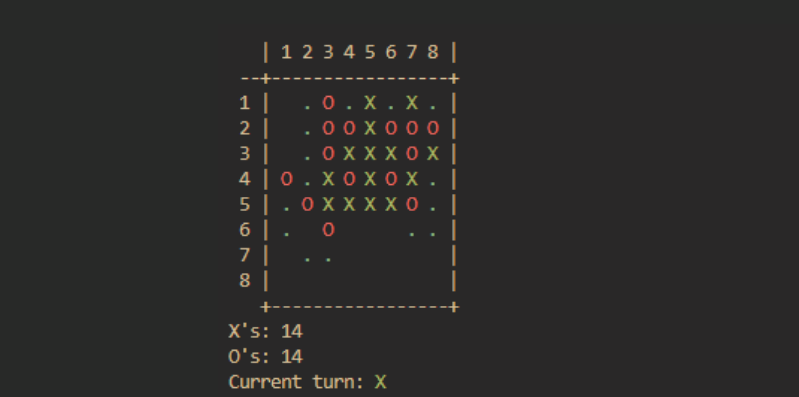 | 1 2 3 4 5 6 7 8 |
--+-----------------+
1 |   . O . X . X . |
2 |   . O O X O O O |
3 |   . O X X X O X |
4 | O . X O X O X . |
5 | . O X X X X O . |
6 | .   O       . . |
7 |   . .           |
8 |                 |
  +-----------------+
X's: 14
O's: 14
Current turn: X